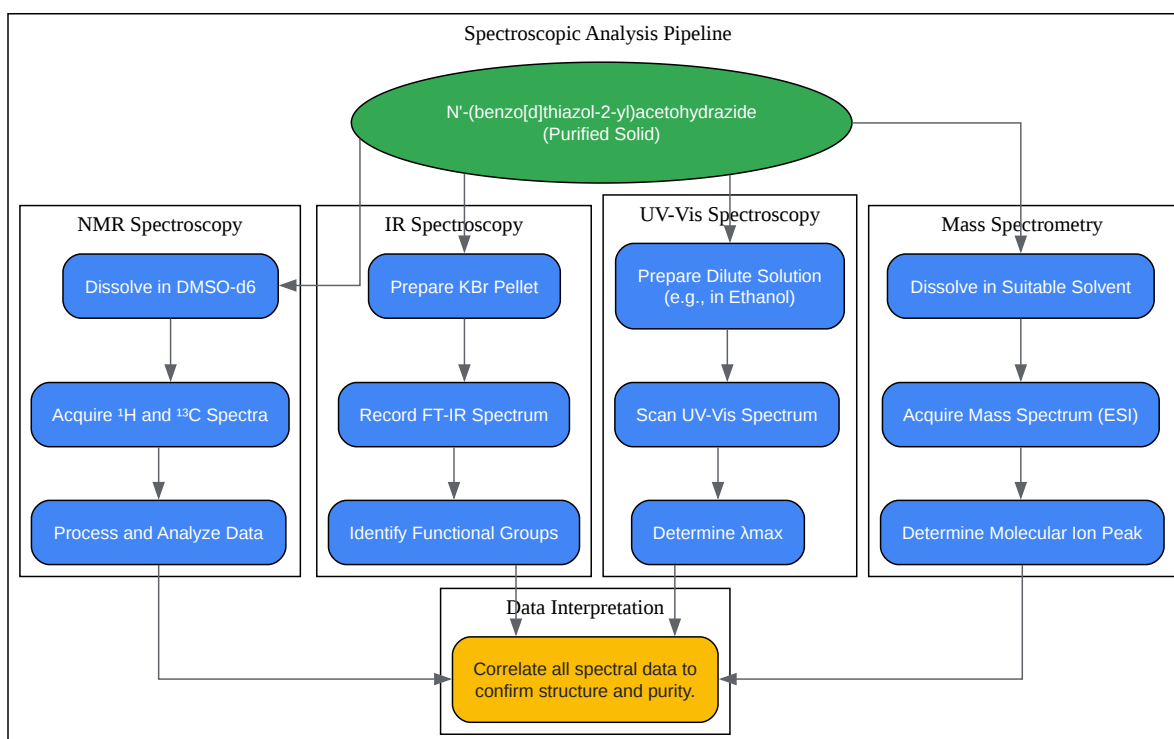 Spectroscopic Analysis Pipeline
N'-(benzo[d]thiazol-2-yl)acetohydrazide
(Purified Solid)
NMR Spectroscopy
Dissolve in DMSO-d6
Acquire ¹H and ¹³C Spectra
Process and Analyze Data
IR Spectroscopy
Prepare KBr Pellet
Record FT-IR Spectrum
Identify Functional Groups
UV-Vis Spectroscopy
Prepare Dilute Solution
(e.g., in Ethanol)
Scan UV-Vis Spectrum
Determine λmax
Mass Spectrometry
Dissolve in Suitable Solvent
Acquire Mass Spectrum (ESI)
Determine Molecular Ion Peak
Data Interpretation
Correlate all spectral data to
confirm structure and purity.